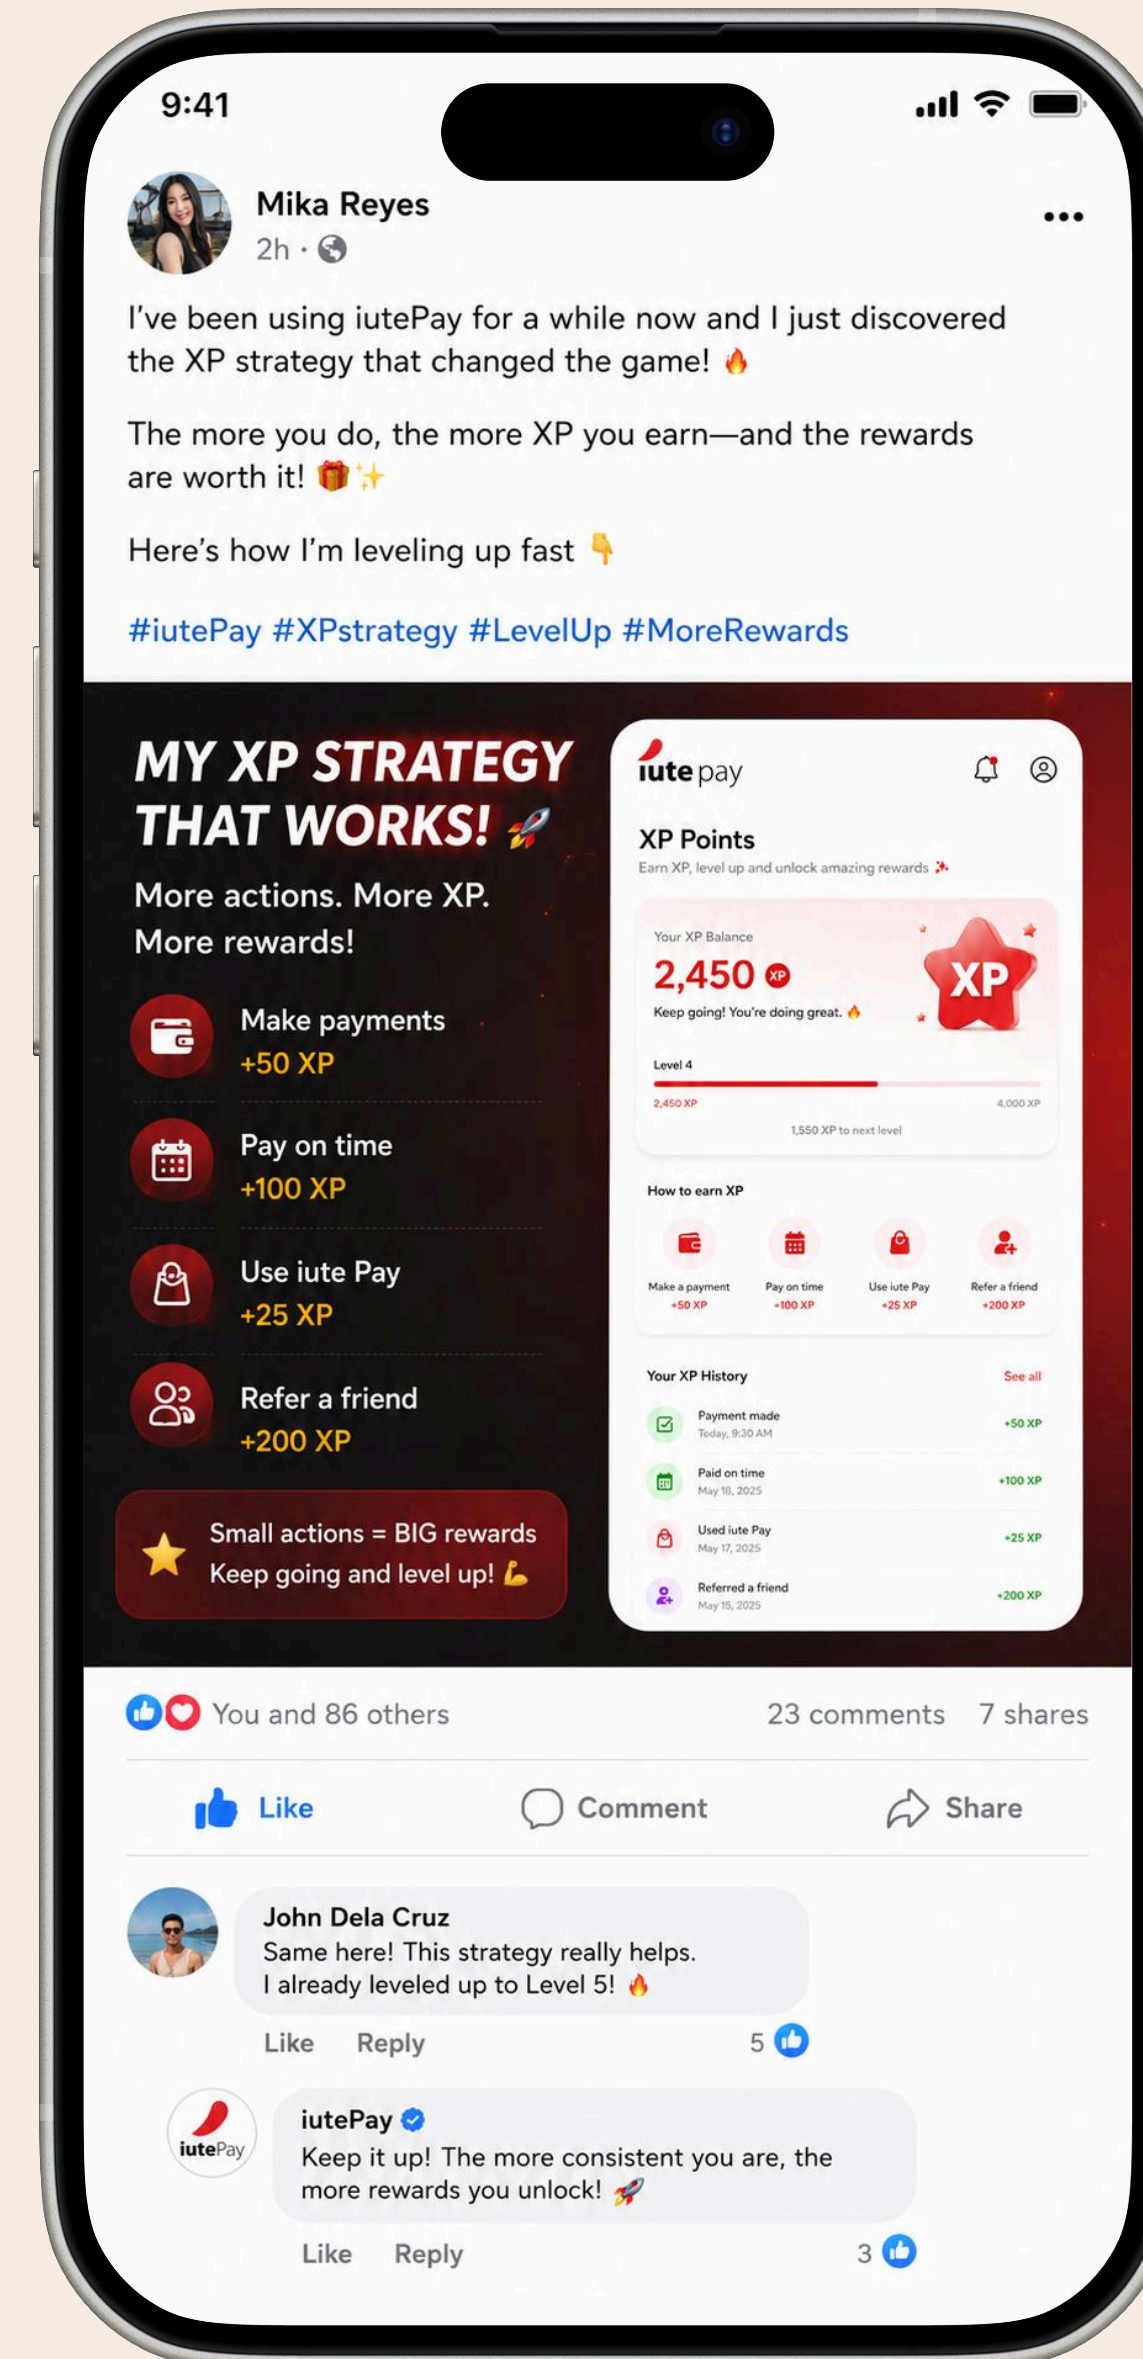 9:41
Mika Reyes
2h ·
I've been using iutePay for a while now and I just discovered
the XP strategy that changed the game! 🔥
The more you do, the more XP you earn—and the rewards
are worth it! 🎁✨
Here's how I'm leveling up fast 👇
#iutePay #XPstrategy #LevelUp #MoreRewards
MY XP STRATEGY
THAT WORKS! 🚀
More actions. More XP.
More rewards!
Make payments
+50 XP
Pay on time
+100 XP
Use iute Pay
+25 XP
Refer a friend
+200 XP
Small actions = BIG rewards
Keep going and level up! 💪
iute pay
XP Points
Earn XP, level up and unlock amazing rewards
Your XP Balance
2,450 XP
Keep going! You're doing great. 🔥
XP
Level 4
2,450 XP
4,000 XP
1,550 XP to next level
How to earn XP
Make a payment
+50 XP
Pay on time
+100 XP
Use iute Pay
+25 XP
Refer a friend
+200 XP
Your XP History
See all
Payment made
+50 XP
Today, 9:30 AM
Paid on time
+100 XP
May 18, 2025
Used iute Pay
+25 XP
May 17, 2025
Referred a friend
+200 XP
May 15, 2025
You and 86 others
23 comments
7 shares
Like
Comment
Share
John Dela Cruz
Same here! This strategy really helps.
I already leveled up to Level 5! 🔥
Like
Reply
5
iutePay
iutePay
Keep it up! The more consistent you are, the
more rewards you unlock! 🚀
Like
Reply
3